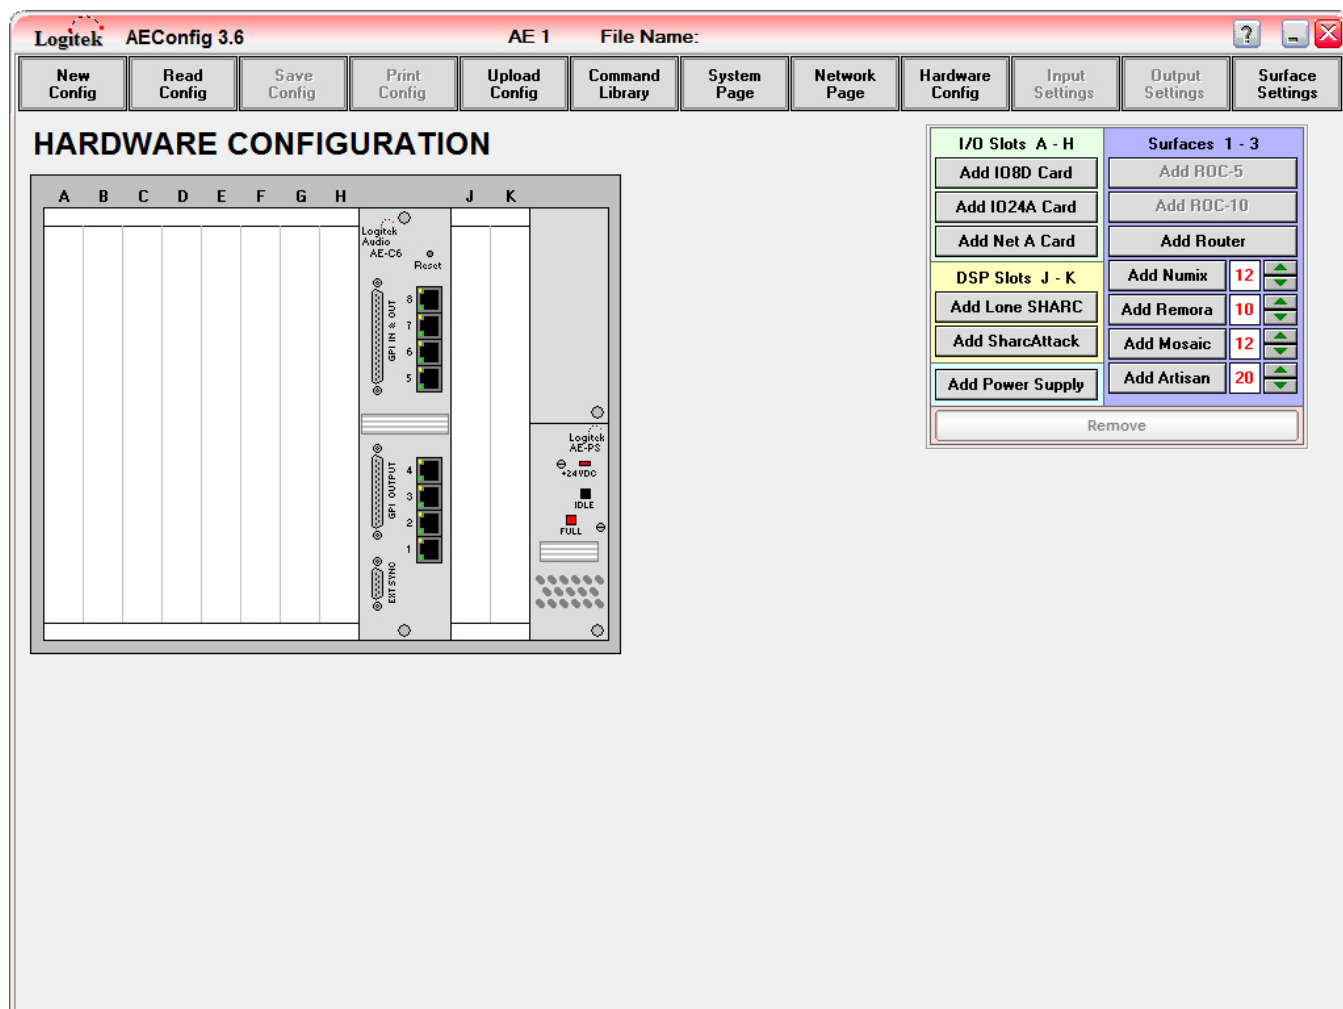 Logitek AEConfig 3.6 AE 1 File Name: ?
New Config Read Config Save Config Print Config Upload Config Command Library System Page Network Page Hardware Config Input Settings Output Settings Surface Settings
HARDWARE CONFIGURATION
A B C D E F G H J K
Logitek
Audio
AE-C6
Reset
GPI IN & OUT
8
7
6
5
GPI OUTPUT
4
3
2
1
EXT SYNC
Logitek
AE-PS
+24VDC
IDLE
FULL
I/O Slots A - H
Add IO8D Card
Add IO24A Card
Add Net A Card
DSP Slots J - K
Add Lone SHARC
Add SharcAttack
Add Power Supply
Surfaces 1 - 3
Add ROC-5
Add ROC-10
Add Router
Add Numix 12
Add Remora 10
Add Mosaic 12
Add Artisan 20
Remove